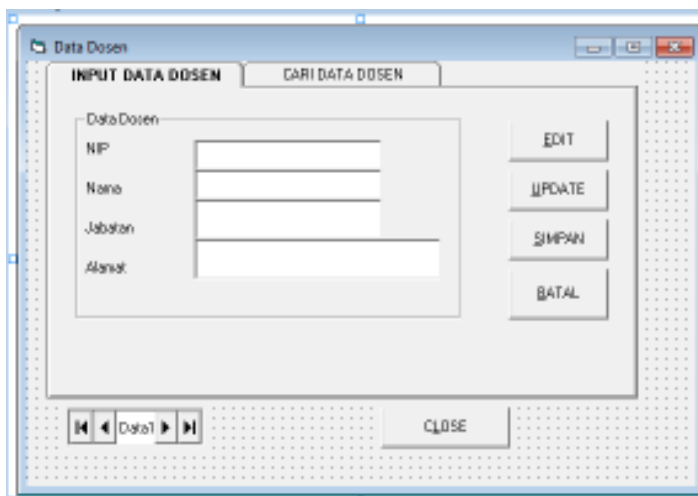 Data Dosen
INPUT DATA DOSEN
CARI DATA DOSEN
Data Dosen
NIP
EDIT
Nama
UPDATE
Jabatan
SIMPAN
Alamat
BATAL
Data1
CLOSE